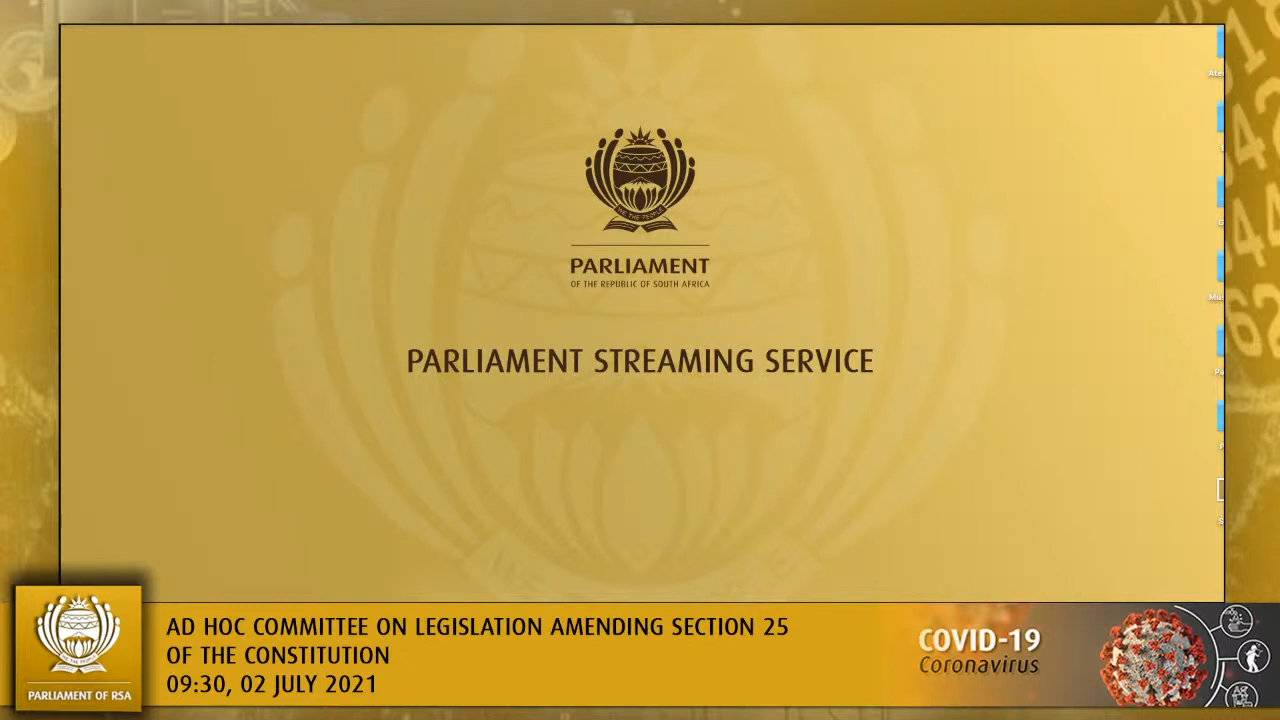 WE THE PEOPLE
PARLIAMENT
OF THE REPUBLIC OF SOUTH AFRICA
PARLIAMENT STREAMING SERVICE
AD HOC COMMITTEE ON LEGISLATION AMENDING SECTION 25
OF THE CONSTITUTION
09:30, 02 JULY 2021
PARLIAMENT OF RSA
COVID-19
Coronavirus